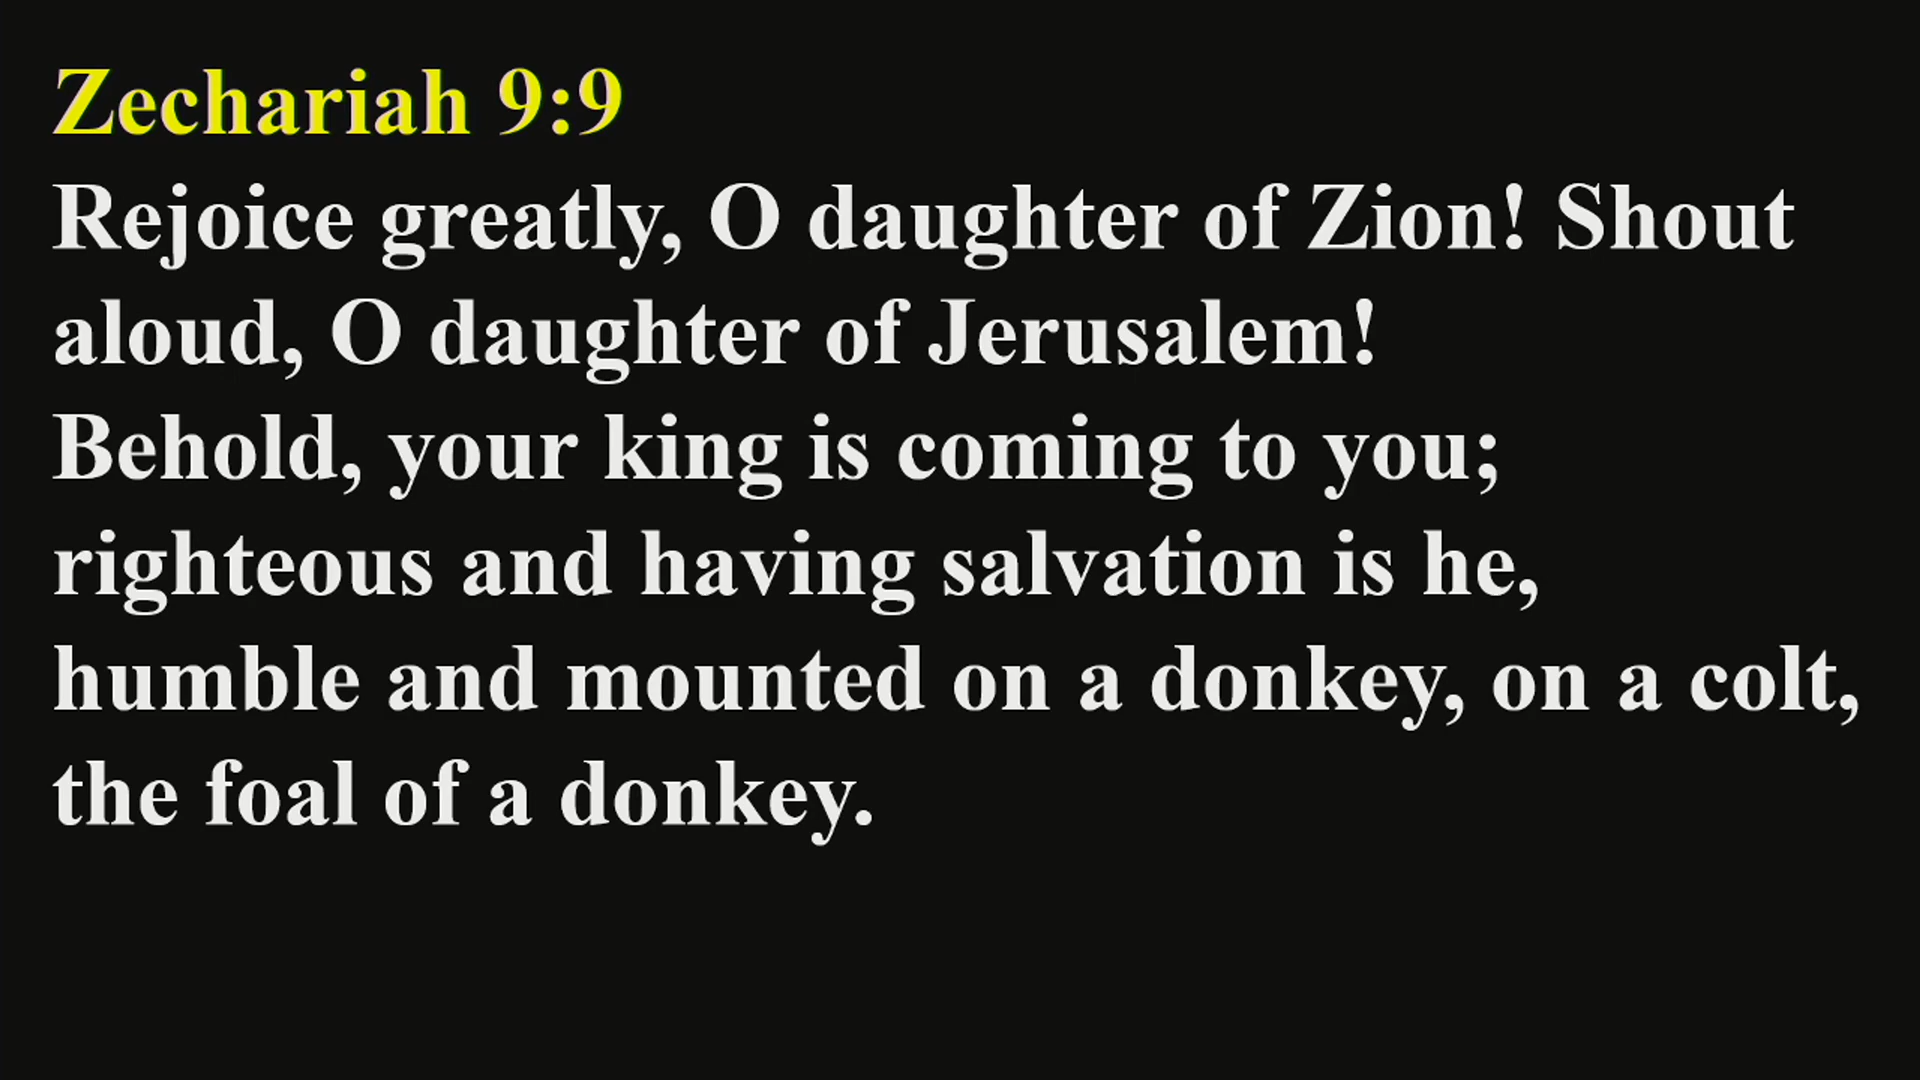 Zechariah 9:9
Rejoice greatly, O daughter of Zion! Shout
aloud, O daughter of Jerusalem!
Behold, your king is coming to you;
righteous and having salvation is he,
humble and mounted on a donkey, on a colt,
the foal of a donkey.